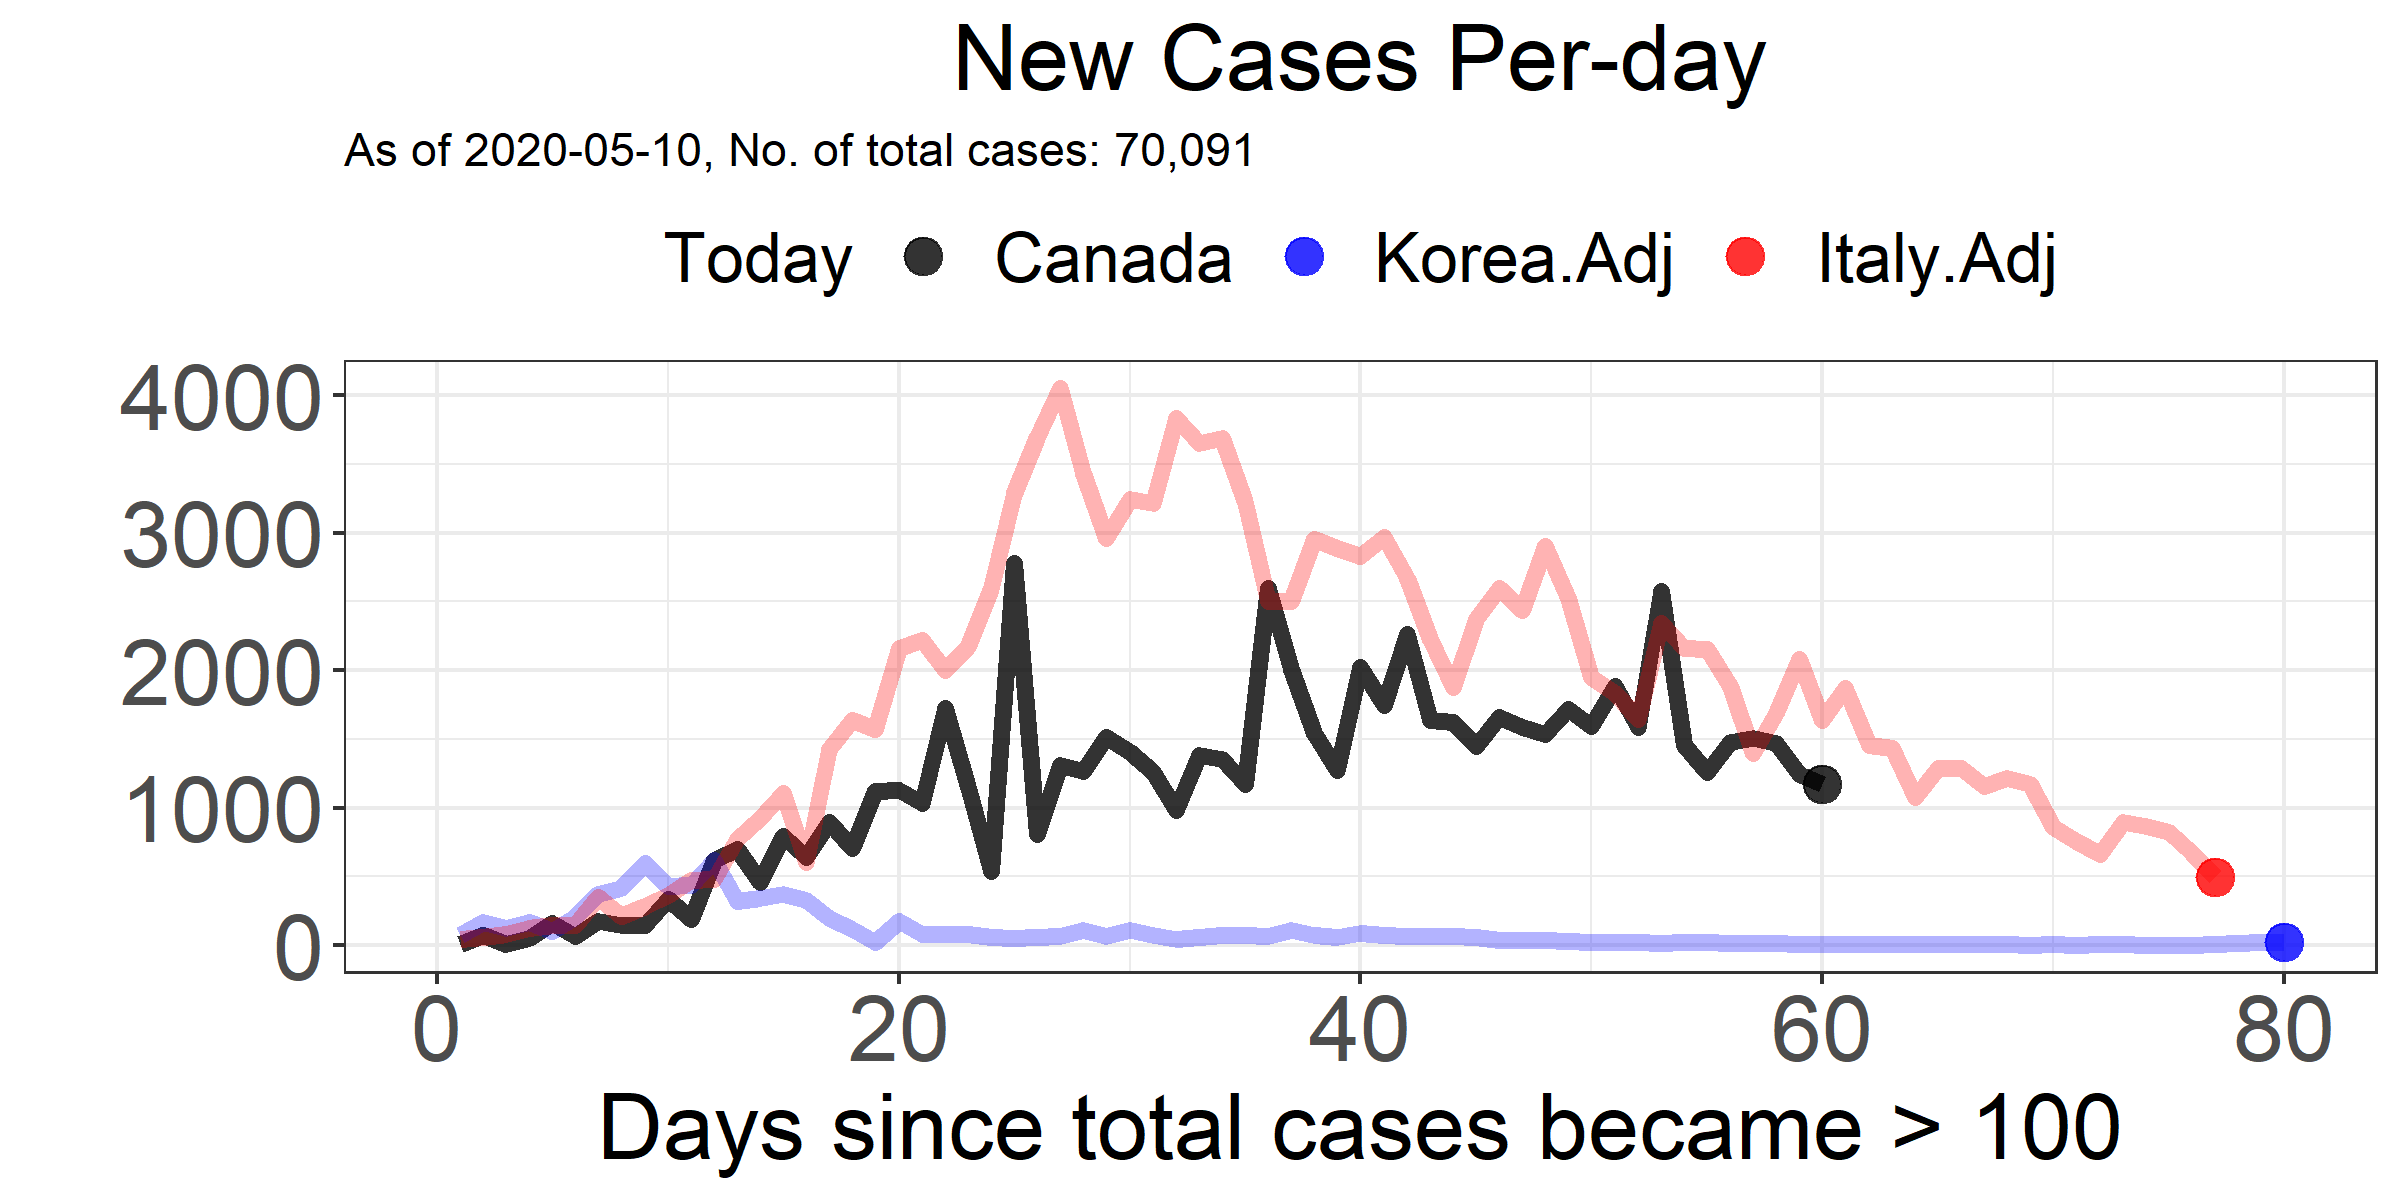 New Cases Per-day
As of 2020-05-10, No. of total cases: 70,091
Today Canada Korea.Adj Italy.Adj
4000
3000
2000
1000
0
0 20 40 60 80
Days since total cases became > 100